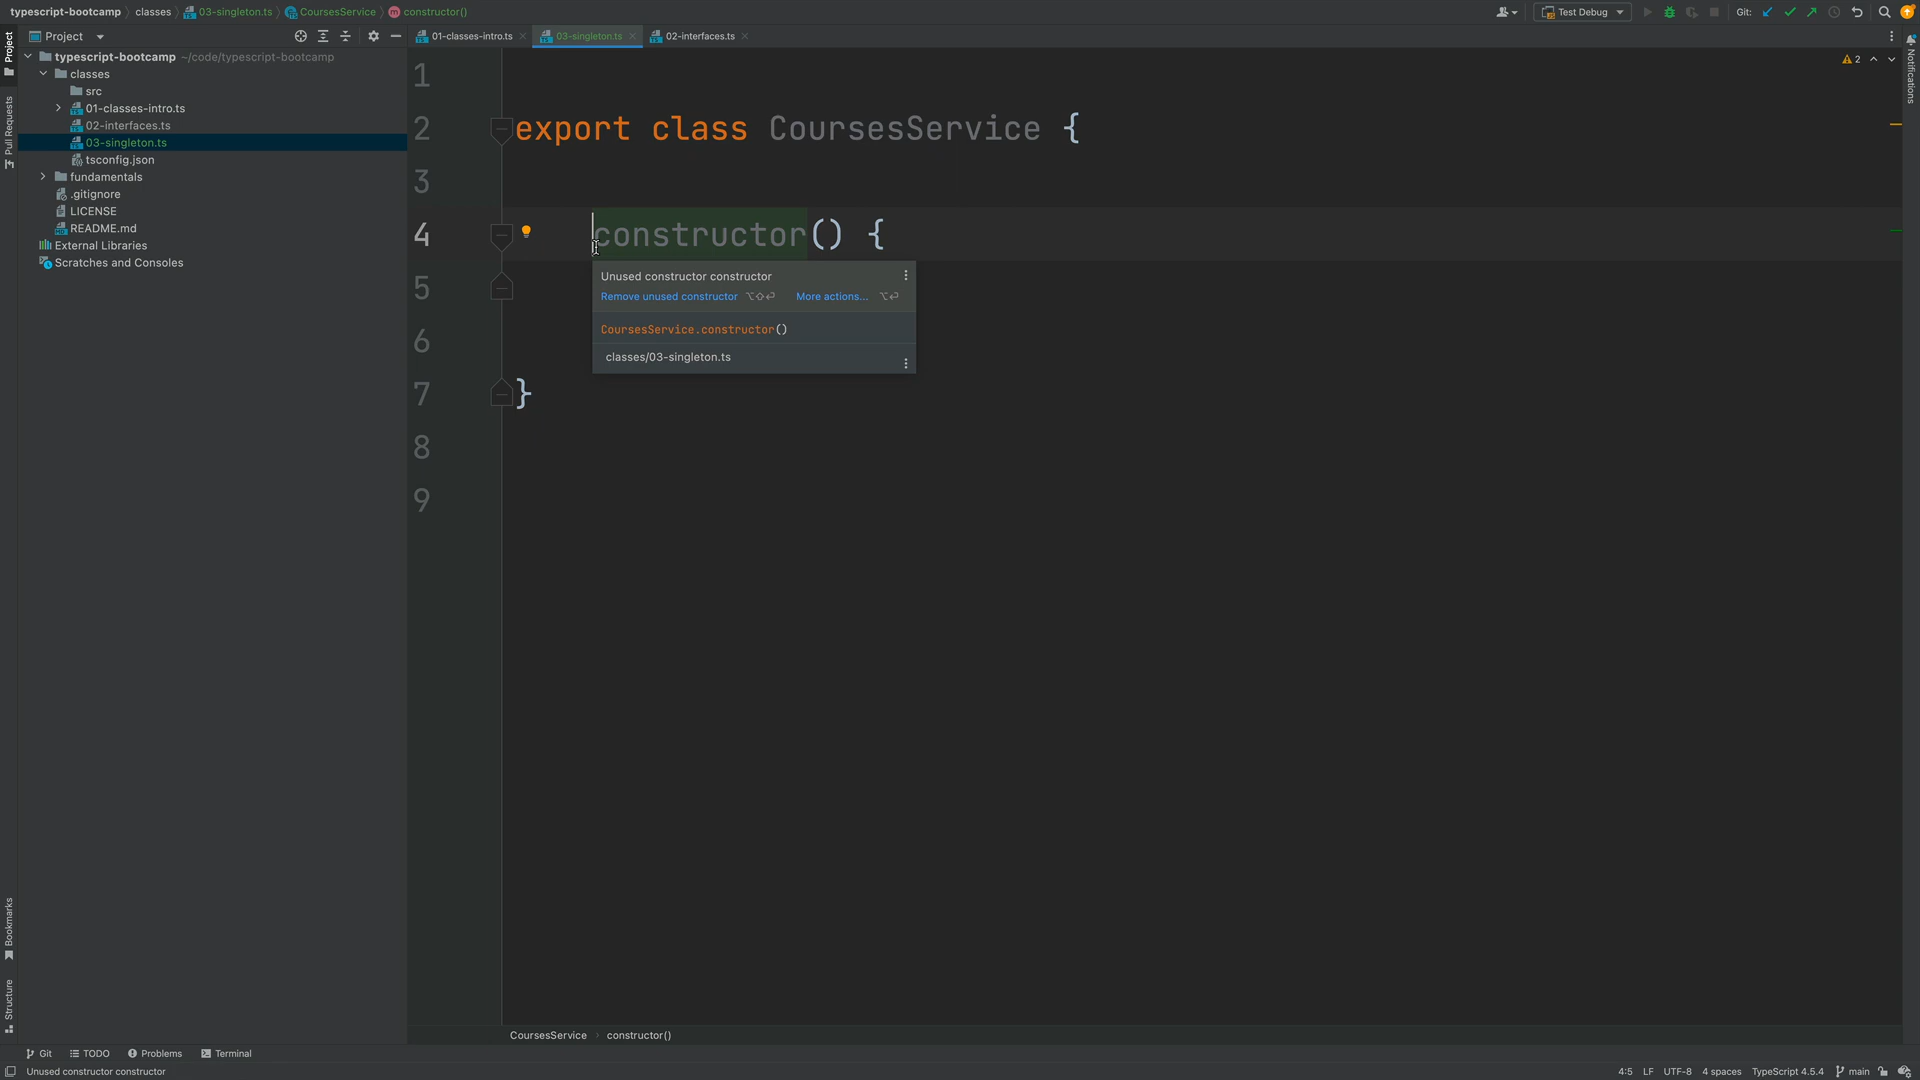 typescript-bootcamp classes 03-singleton.ts CoursesService constructor()
Test Debug
Git:
Project
01-classes-intro.ts
03-singleton.ts
02-interfaces.ts
Project
Pull Requests
Bookmarks
Structure
Notifications
typescript-bootcamp ~/code/typescript-bootcamp
classes
src
01-classes-intro.ts
02-interfaces.ts
03-singleton.ts
tsconfig.json
fundamentals
.gitignore
LICENSE
README.md
External Libraries
Scratches and Consoles
2
1
2 export class CoursesService {
3
4 constructor() {
5
6
7 }
8
9
Unused constructor constructor
Remove unused constructor ⌥⇧⏎ More actions... ⌥⏎
CoursesService.constructor()
classes/03-singleton.ts
CoursesService constructor()
Git TODO Problems Terminal
Unused constructor constructor
4:5 LF UTF-8 4 spaces TypeScript 4.5.4 main